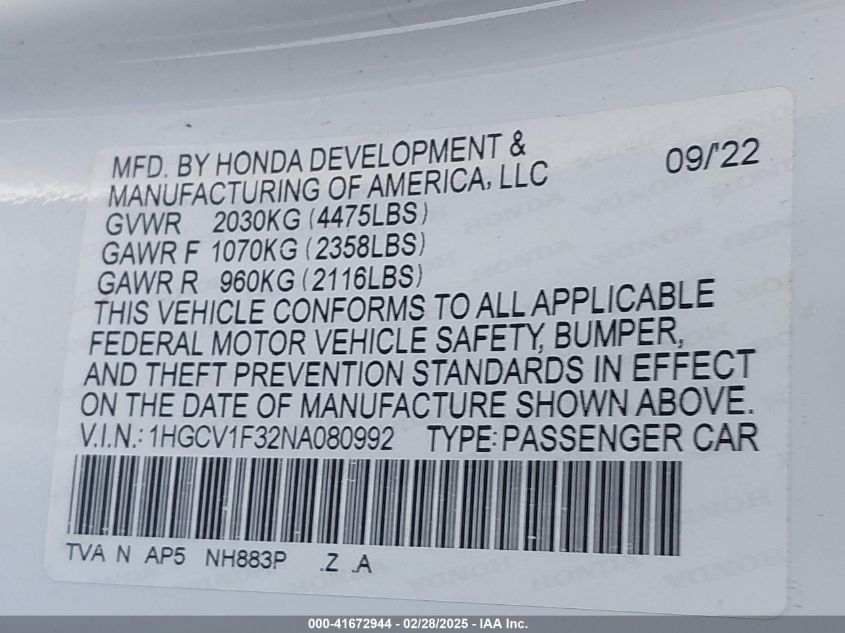 MFD. BY HONDA DEVELOPMENT &
MANUFACTURING OF AMERICA, LLC
09/'22
GVWR 2030KG (4475LBS)
GAWR F 1070KG (2358LBS)
GAWR R 960KG (2116LBS)
THIS VEHICLE CONFORMS TO ALL APPLICABLE
FEDERAL MOTOR VEHICLE SAFETY, BUMPER,
AND THEFT PREVENTION STANDARDS IN EFFECT
ON THE DATE OF MANUFACTURE SHOWN ABOVE.
V.I.N.: 1HGCV1F32NA080992 TYPE: PASSENGER CAR
TVA N AP5 NH883P .Z .A
HONDA
000-41672944 - 02/28/2025 - IAA Inc.